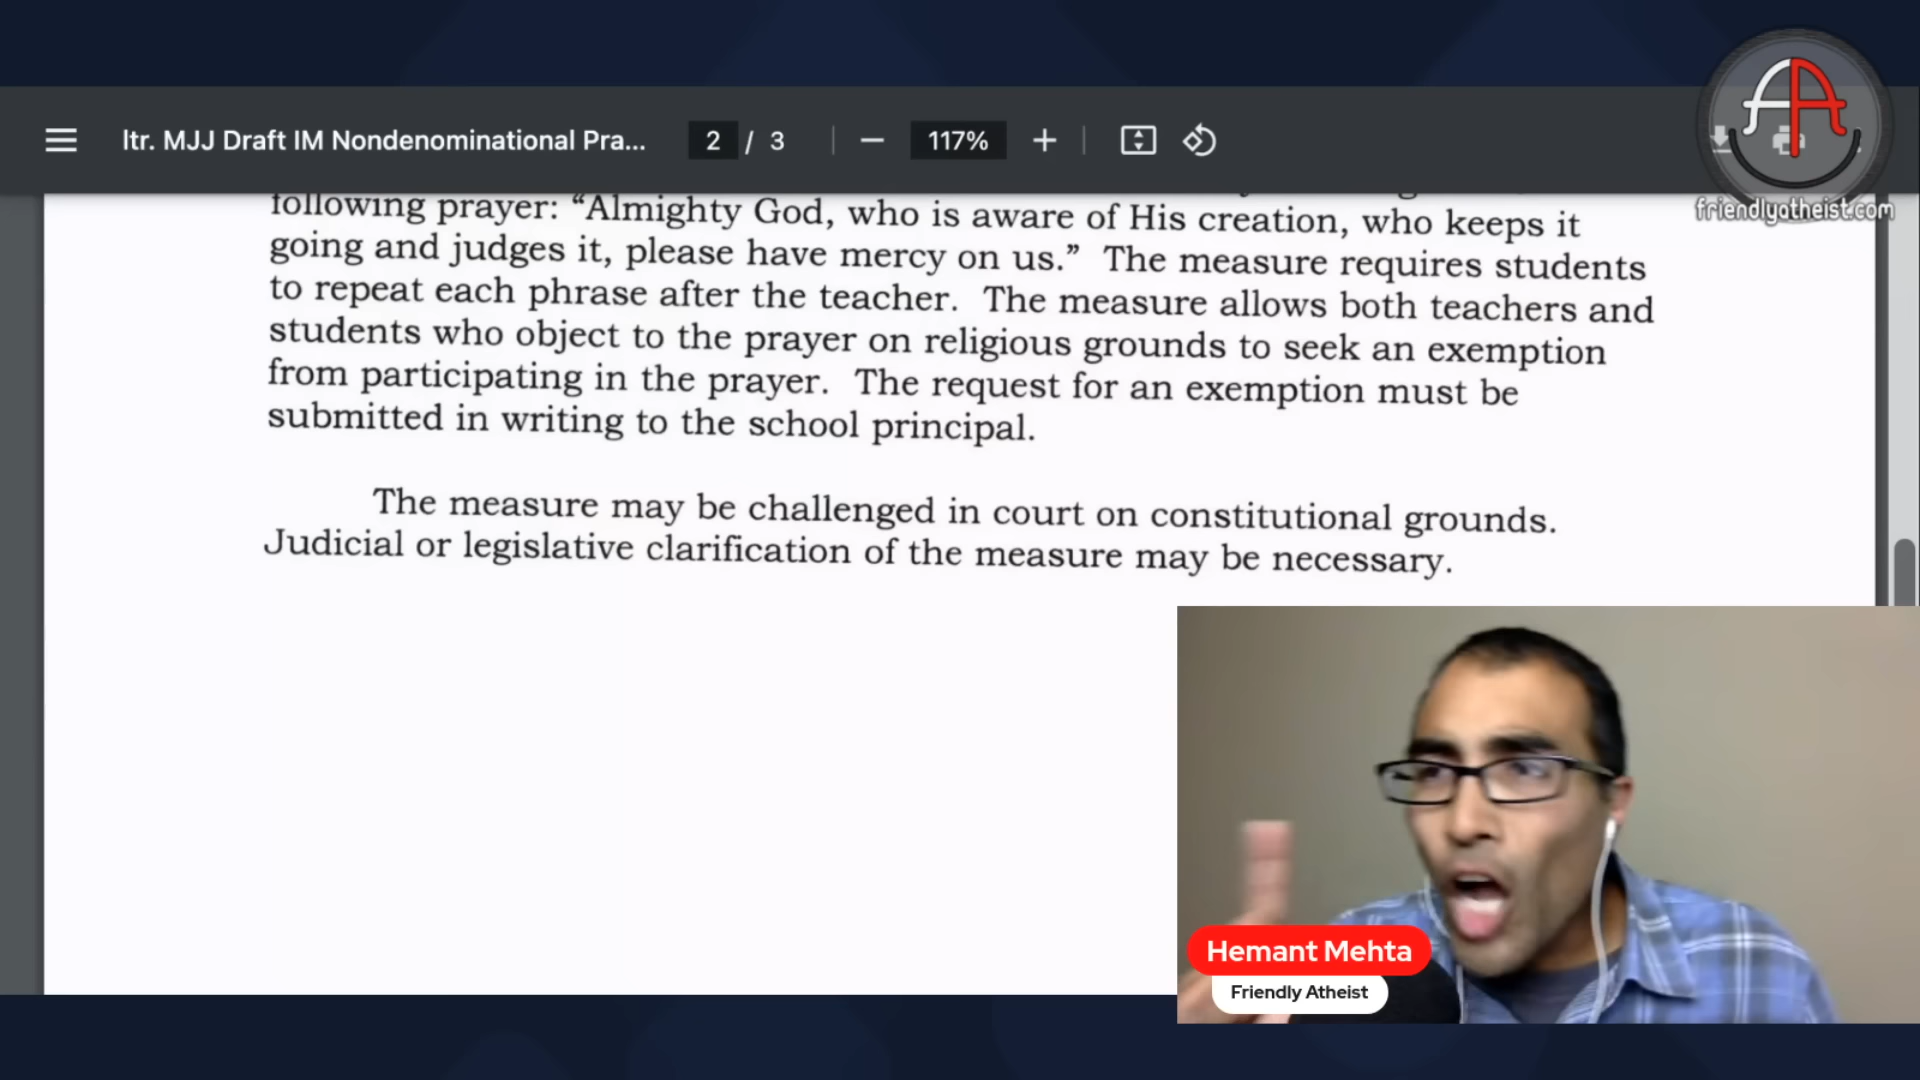 ltr. MJJ Draft IM Nondenominational Pra...
2 / 3
117%
friendlyatheist.com
following prayer: “Almighty God, who is aware of His creation, who keeps it
going and judges it, please have mercy on us.” The measure requires students
to repeat each phrase after the teacher. The measure allows both teachers and
students who object to the prayer on religious grounds to seek an exemption
from participating in the prayer. The request for an exemption must be
submitted in writing to the school principal.
The measure may be challenged in court on constitutional grounds.
Judicial or legislative clarification of the measure may be necessary.
Hemant Mehta
Friendly Atheist